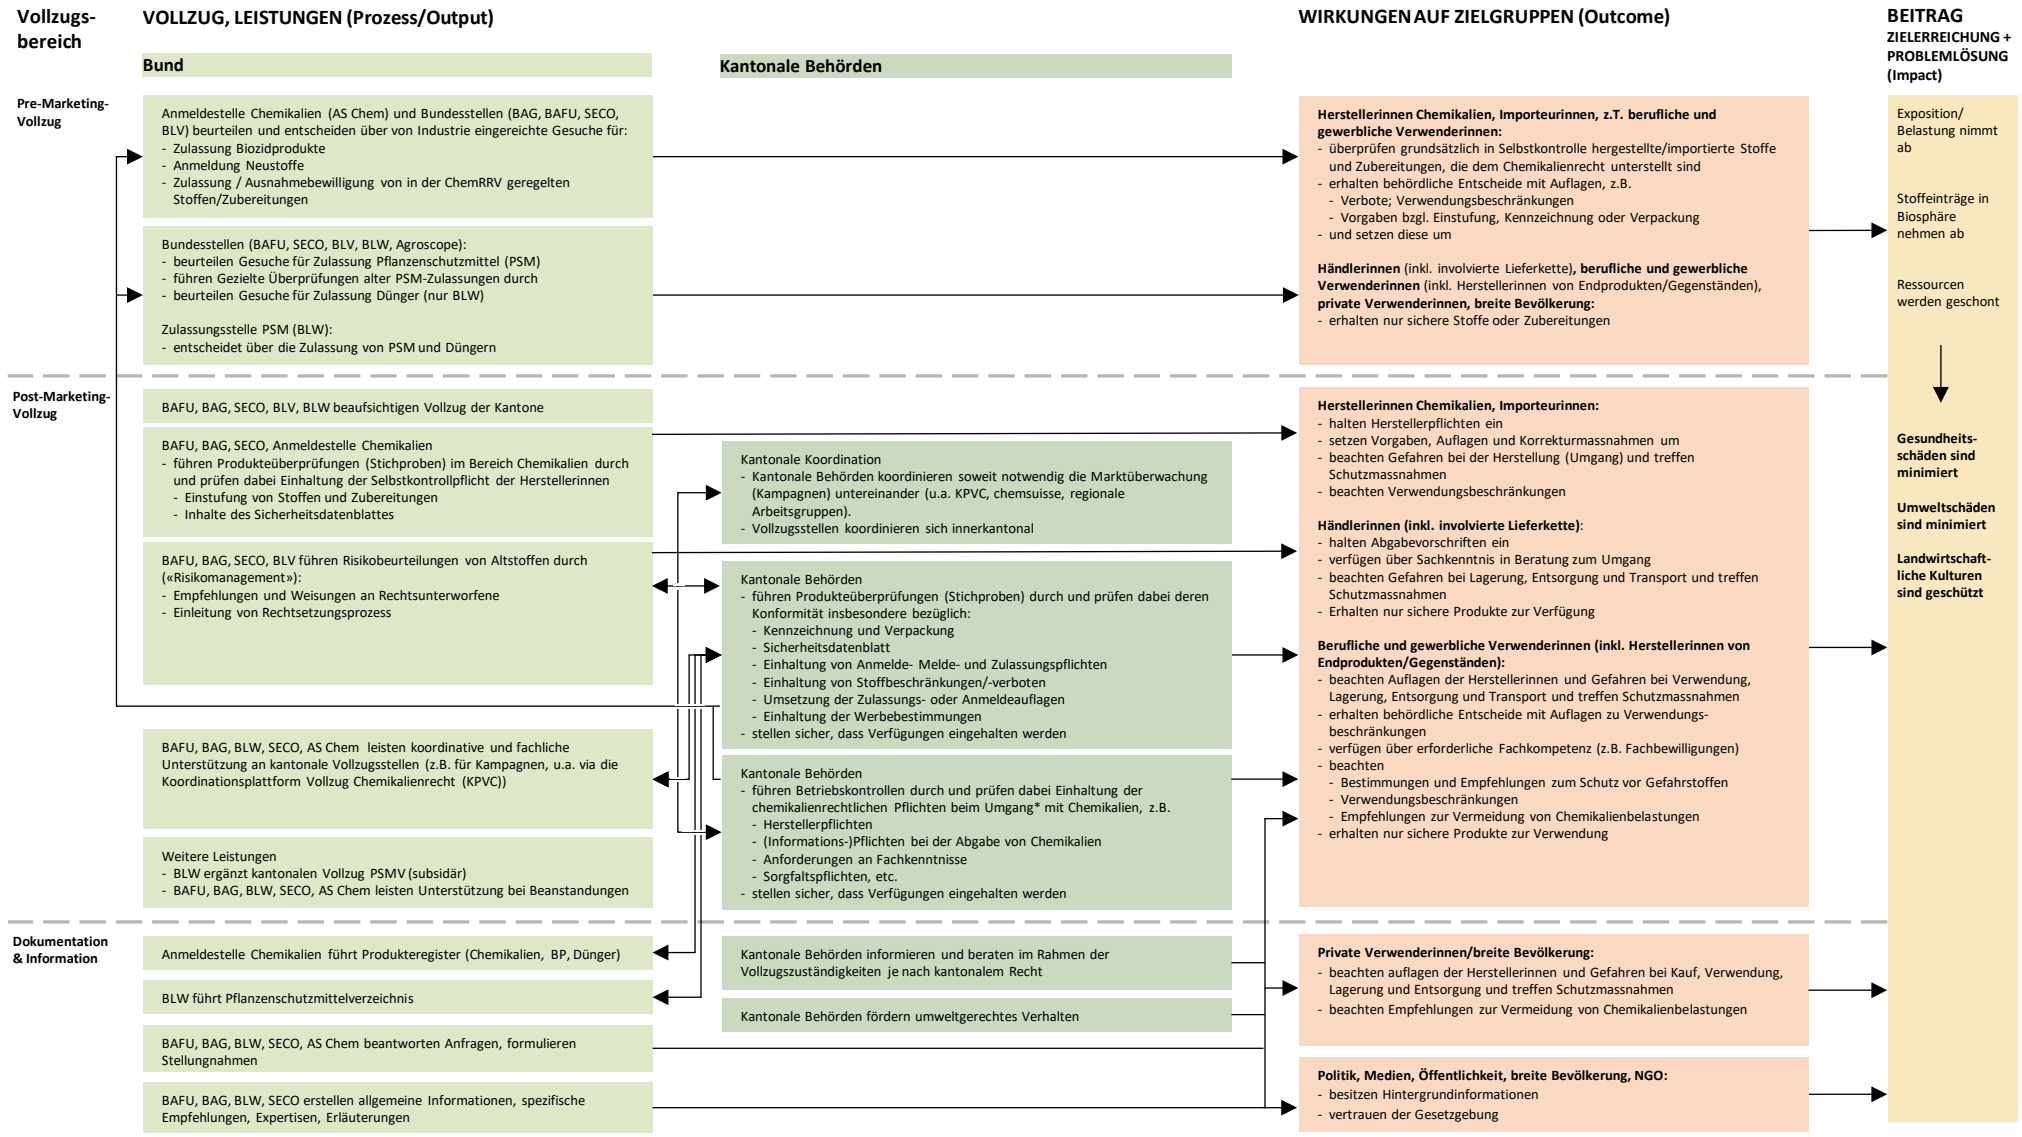 Vollzugs-
bereich
VOLLZUG, LEISTUNGEN (Prozess/Output)
WIRKUNGEN AUF ZIELGRUPPEN (Outcome)
BEITRAG
ZIELERREICHUNG +
PROBLEMLÖSUNG
(Impact)
Bund
Kantonale Behörden
Pre-Marketing-
Vollzug
Anmeldestelle Chemikalien (AS Chem) und Bundesstellen (BAG, BAFU, SECO,
BLV) beurteilen und entscheiden über von Industrie eingereichte Gesuche für:
- Zulassung Biozidprodukte
- Anmeldung Neustoffe
- Zulassung / Ausnahmebewilligung von in der ChemRRV geregelten
Stoffen/Zubereitungen
Bundesstellen (BAFU, SECO, BLV, BLW, Agroscope):
- beurteilen Gesuche für Zulassung Pflanzenschutzmittel (PSM)
- führen Gezielte Überprüfungen alter PSM-Zulassungen durch
- beurteilen Gesuche für Zulassung Dünger (nur BLW)
Zulassungsstelle PSM (BLW):
- entscheidet über die Zulassung von PSM und Düngern
Herstellerinnen Chemikalien, Importeurinnen, z.T. berufliche und
gewerbliche Verwenderinnen:
- überprüfen grundsätzlich in Selbstkontrolle hergestellte/importierte Stoffe
und Zubereitungen, die dem Chemikalienrecht unterstellt sind
- erhalten behördliche Entscheide mit Auflagen, z.B.
- Verbote; Verwendungsbeschränkungen
- Vorgaben bzgl. Einstufung, Kennzeichnung oder Verpackung
- und setzen diese um
Händlerinnen (inkl. involvierte Lieferkette), berufliche und gewerbliche
Verwenderinnen (inkl. Herstellerinnen von Endprodukten/Gegenständen),
private Verwenderinnen, breite Bevölkerung:
- erhalten nur sichere Stoffe oder Zubereitungen
Exposition/
Belastung nimmt
ab
Stoffeinträge in
Biosphäre
nehmen ab
Ressourcen
werden geschont
Gesundheits-
schäden sind
minimiert
Umweltschäden
sind minimiert
Landwirtschaft-
liche Kulturen
sind geschützt
Post-Marketing-
Vollzug
BAFU, BAG, SECO, BLV, BLW beaufsichtigen Vollzug der Kantone
BAFU, BAG, SECO, Anmeldestelle Chemikalien
- führen Produkteüberprüfungen (Stichproben) im Bereich Chemikalien durch
und prüfen dabei Einhaltung der Selbstkontrollpflicht der Herstellerinnen
- Einstufung von Stoffen und Zubereitungen
- Inhalte des Sicherheitsdatenblattes
BAFU, BAG, SECO, BLV führen Risikobeurteilungen von Altstoffen durch
(«Risikomanagement»):
- Empfehlungen und Weisungen an Rechtsunterworfene
- Einleitung von Rechtsetzungsprozess
BAFU, BAG, BLW, SECO, AS Chem leisten koordinative und fachliche
Unterstützung an kantonale Vollzugsstellen (z.B. für Kampagnen, u.a. via die
Koordinationsplattform Vollzug Chemikalienrecht (KPVC))
Weitere Leistungen
- BLW ergänzt kantonalen Vollzug PSMV (subsidär)
- BAFU, BAG, BLW, SECO, AS Chem leisten Unterstützung bei Beanstandungen
Kantonale Koordination
- Kantonale Behörden koordinieren soweit notwendig die Marktüberwachung
(Kampagnen) untereinander (u.a. KPVC, chemsuisse, regionale
Arbeitsgruppen).
- Vollzugsstellen koordinieren sich innerkantonal
Kantonale Behörden
- führen Produkteüberprüfungen (Stichproben) durch und prüfen dabei deren
Konformität insbesondere bezüglich:
- Kennzeichnung und Verpackung
- Sicherheitsdatenblatt
- Einhaltung von Anmelde- Melde- und Zulassungspflichten
- Einhaltung von Stoffbeschränkungen/-verboten
- Umsetzung der Zulassungs- oder Anmeldeauflagen
- Einhaltung der Werbebestimmungen
- stellen sicher, dass Verfügungen eingehalten werden
Kantonale Behörden
- führen Betriebskontrollen durch und prüfen dabei Einhaltung der
chemikalienrechtlichen Pflichten beim Umgang* mit Chemikalien, z.B.
- Herstellerpflichten
- (Informations-)Pflichten bei der Abgabe von Chemikalien
- Anforderungen an Fachkenntnisse
- Sorgfaltspflichten, etc.
- stellen sicher, dass Verfügungen eingehalten werden
Herstellerinnen Chemikalien, Importeurinnen:
- halten Herstellerpflichten ein
- setzen Vorgaben, Auflagen und Korrekturmassnahmen um
- beachten Gefahren bei der Herstellung (Umgang) und treffen
Schutzmassnahmen
- beachten Verwendungsbeschränkungen
Händlerinnen (inkl. involvierte Lieferkette):
- halten Abgabevorschriften ein
- verfügen über Sachkenntnis in Beratung zum Umgang
- beachten Gefahren bei Lagerung, Entsorgung und Transport und treffen
Schutzmassnahmen
- Erhalten nur sichere Produkte zur Verfügung
Berufliche und gewerbliche Verwenderinnen (inkl. Herstellerinnen von
Endprodukten/Gegenständen):
- beachten Auflagen der Herstellerinnen und Gefahren bei Verwendung,
Lagerung, Entsorgung und Transport und treffen Schutzmassnahmen
- erhalten behördliche Entscheide mit Auflagen zu Verwendungs-
beschränkungen
- verfügen über erforderliche Fachkompetenz (z.B. Fachbewilligungen)
- beachten
- Bestimmungen und Empfehlungen zum Schutz vor Gefahrstoffen
- Verwendungsbeschränkungen
- Empfehlungen zur Vermeidung von Chemikalienbelastungen
- erhalten nur sichere Produkte zur Verwendung
Dokumentation
& Information
Anmeldestelle Chemikalien führt Produkteregister (Chemikalien, BP, Dünger)
BLW führt Pflanzenschutzmittelverzeichnis
BAFU, BAG, BLW, SECO, AS Chem beantworten Anfragen, formulieren
Stellungnahmen
BAFU, BAG, BLW, SECO erstellen allgemeine Informationen, spezifische
Empfehlungen, Expertisen, Erläuterungen
Kantonale Behörden informieren und beraten im Rahmen der
Vollzugszuständigkeiten je nach kantonalem Recht
Kantonale Behörden fördern umweltgerechtes Verhalten
Private Verwenderinnen/breite Bevölkerung:
- beachten auflagen der Herstellerinnen und Gefahren bei Kauf, Verwendung,
Lagerung und Entsorgung und treffen Schutzmassnahmen
- beachten Empfehlungen zur Vermeidung von Chemikalienbelastungen
Politik, Medien, Öffentlichkeit, breite Bevölkerung, NGO:
- besitzen Hintergrundinformationen
- vertrauen der Gesetzgebung